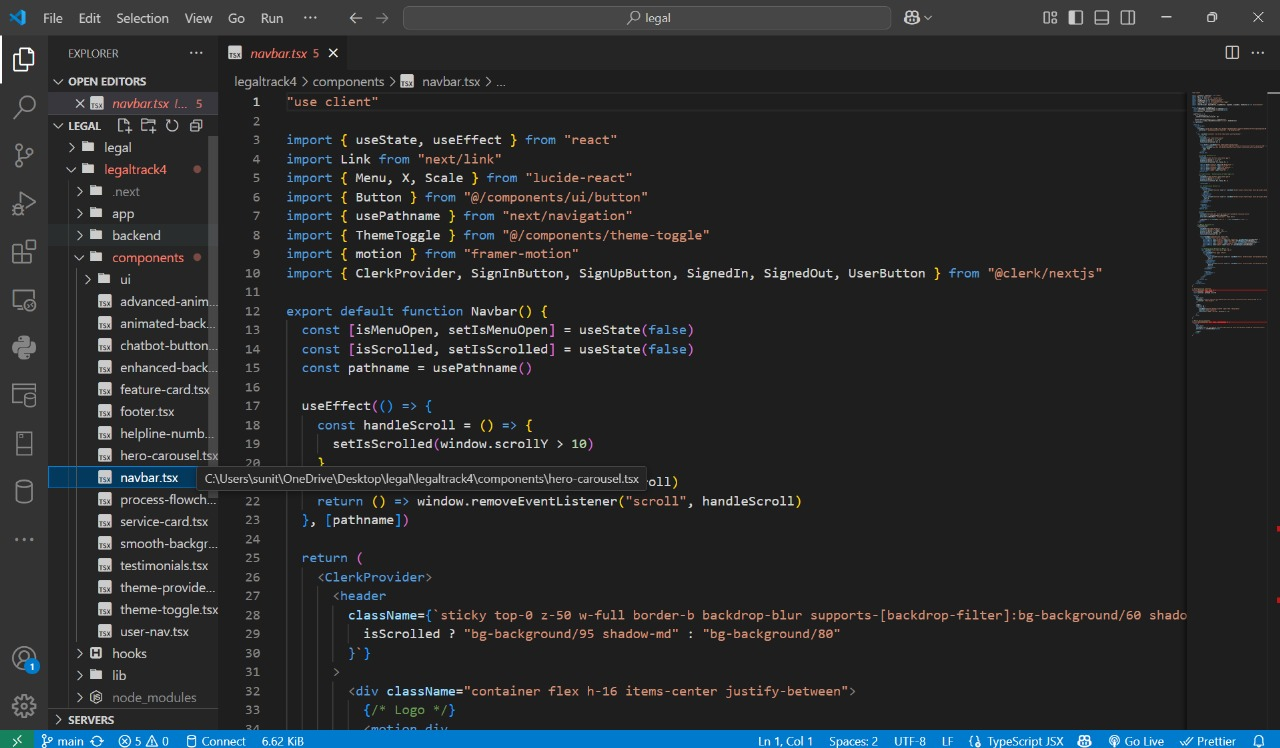 File Edit Selection View Go Run ··· legal
EXPLORER ···
OPEN EDITORS
navbar.tsx l... 5
LEGAL
legal
legaltrack4
.next
app
backend
components
ui
advanced-anim...
animated-back...
chatbot-button...
enhanced-back...
feature-card.tsx
footer.tsx
helpline-numb...
hero-carousel.tsx
navbar.tsx
process-flowch...
service-card.tsx
smooth-backgr...
testimonials.tsx
theme-provide...
theme-toggle.tsx
user-nav.tsx
hooks
lib
node_modules
SERVERS
navbar.tsx 5
legaltrack4 > components > navbar.tsx > ...
1 "use client"
2
3 import { useState, useEffect } from "react"
4 import Link from "next/link"
5 import { Menu, X, Scale } from "lucide-react"
6 import { Button } from "@/components/ui/button"
7 import { usePathname } from "next/navigation"
8 import { ThemeToggle } from "@/components/theme-toggle"
9 import { motion } from "framer-motion"
10 import { ClerkProvider, SignInButton, SignUpButton, SignedIn, SignedOut, UserButton } from "@clerk/nextjs"
11
12 export default function Navbar() {
13 const [isMenuOpen, setIsMenuOpen] = useState(false)
14 const [isScrolled, setIsScrolled] = useState(false)
15 const pathname = usePathname()
16
17 useEffect(() => {
18 const handleScroll = () => {
19 setIsScrolled(window.scrollY > 10)
20 }
C:\Users\sunit\OneDrive\Desktop\legal\legaltrack4\components\hero-carousel.tsx roll)
22 return () => window.removeEventListener("scroll", handleScroll)
23 }, [pathname])
24
25 return (
26 <ClerkProvider>
27 <header
28 className={`sticky top-0 z-50 w-full border-b backdrop-blur supports-[backdrop-filter]:bg-background/60 shado
29 isScrolled ? "bg-background/95 shadow-md" : "bg-background/80"
30 }`}
31 >
32 <div className="container flex h-16 items-center justify-between">
33 {/* Logo */}
34 <motion.div
1
main 5 0 Connect 6.62 KiB Ln 1, Col 1 Spaces: 2 UTF-8 LF {} TypeScript JSX Go Live Prettier